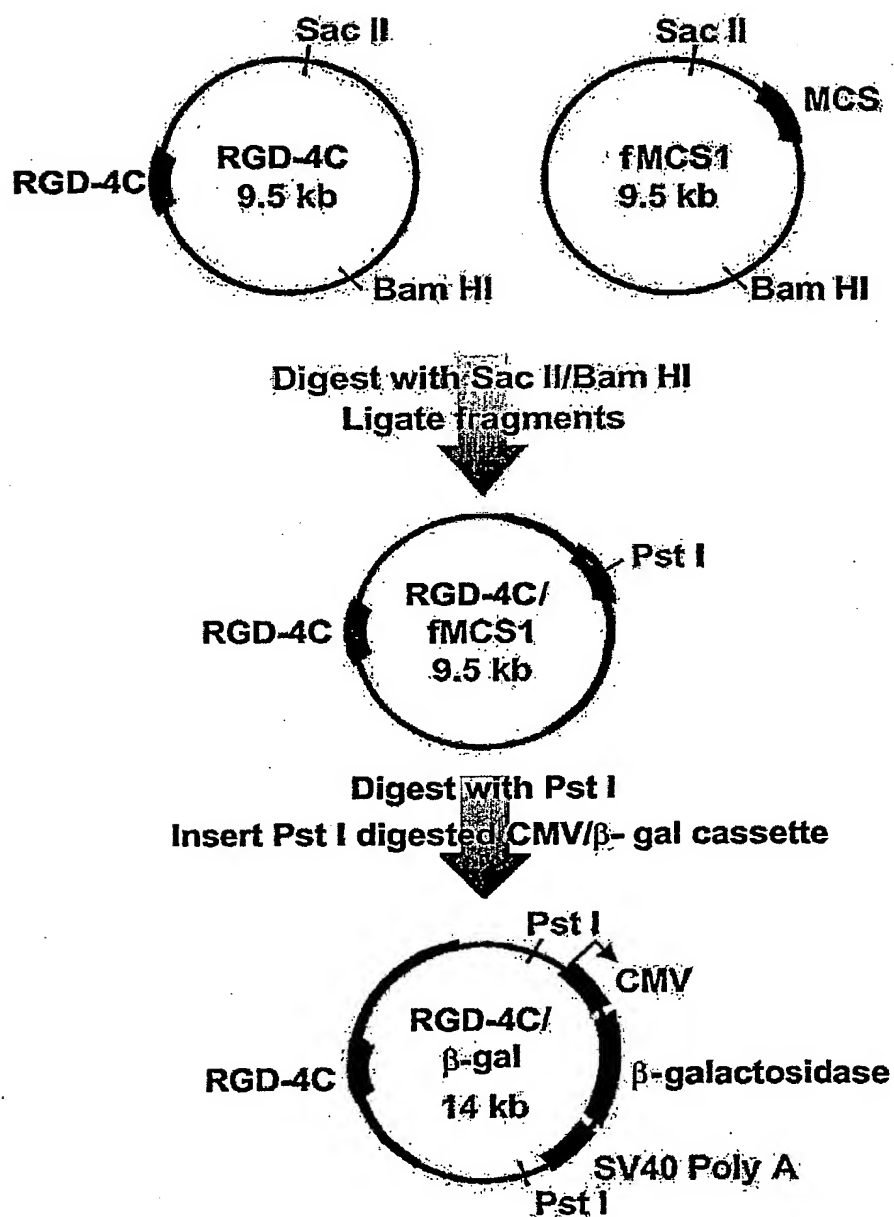 Sac II
Sac II
MCS
RGD-4C
RGD-4C
9.5 kb
fMCS1
9.5 kb
Bam HI
Bam HI
Digest with Sac II/Bam HI
Ligate fragments
Pst I
RGD-4C
RGD-4C/
fMCS1
9.5 kb
Digest with Pst I
Insert Pst I digested CMV/β- gal cassette
Pst I
CMV
RGD-4C/
β-gal
14 kb
RGD-4C
β-galactosidase
SV40 Poly A
Pst I